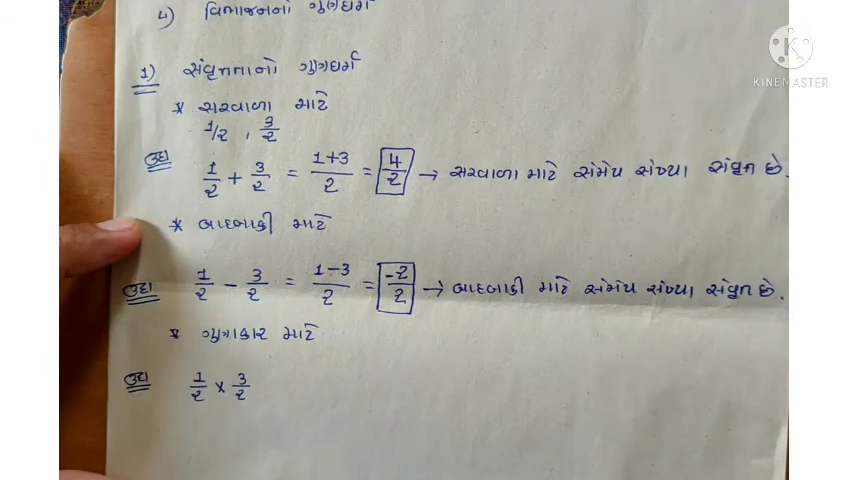 4) વિભાજનનો ગુણધર્મ
1) સંવૃતતાનો ગુણધર્મ
* સરવાળા માટે
1/2 , 3/2
ઉદા 1/2 + 3/2 = 1+3/2 = 4/2 → સરવાળા માટે સંમેય સંખ્યા સંવૃત છે.
* બાદબાકી માટે
ઉદા 1/2 - 3/2 = 1-3/2 = -2/2 → બાદબાકી માટે સંમેય સંખ્યા સંવૃત છે.
* ગુણાકાર માટે
ઉદા 1/2 × 3/2
KINEMASTER